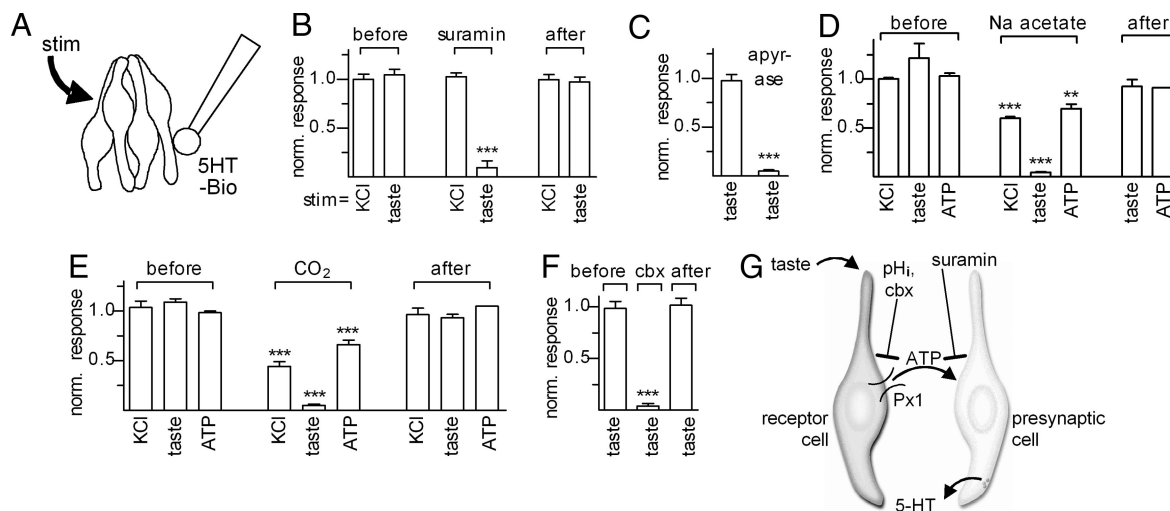 A
stim
5HT
-Bio
B
before suramin after
norm. response
1.0
0.5
***
stim=
KCl taste KCl taste KCl taste
C
apyr-
ase
norm. response
1.0
0.5
***
taste taste
D
before Na acetate after
norm. response
1.0
0.5
*** *** **
KCl taste ATP KCl taste ATP taste ATP
E
before CO₂ after
norm. response
1.0
0.5
*** *** ***
KCl taste ATP KCl taste ATP KCl taste ATP
F
before cbx after
norm. response
1.0
0.5
***
taste taste taste
G
taste
pHi,
cbx
suramin
ATP
Px1
receptor
cell
presynaptic
cell
5-HT